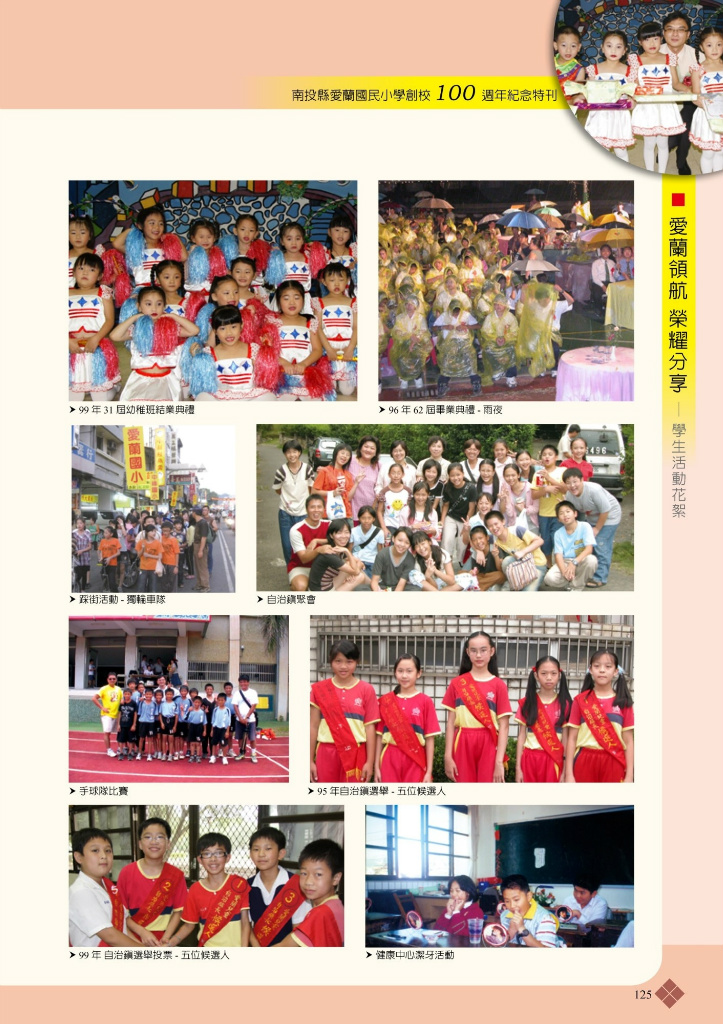 南投縣愛蘭國民小學創校 100 週年紀念特刊
愛蘭領航 榮耀分享 — 學生活動花絮
➤ 99 年 31 屆幼稚班結業典禮
➤ 96 年 62 屆畢業典禮 - 雨夜
愛蘭國小
➤ 踩街活動 - 獨輪車隊
➤ 自治鎮聚會
➤ 手球隊比賽
➤ 95 年自治鎮選舉 - 五位候選人
➤ 99 年 自治鎮選舉投票 - 五位候選人
➤ 健康中心潔牙活動
125